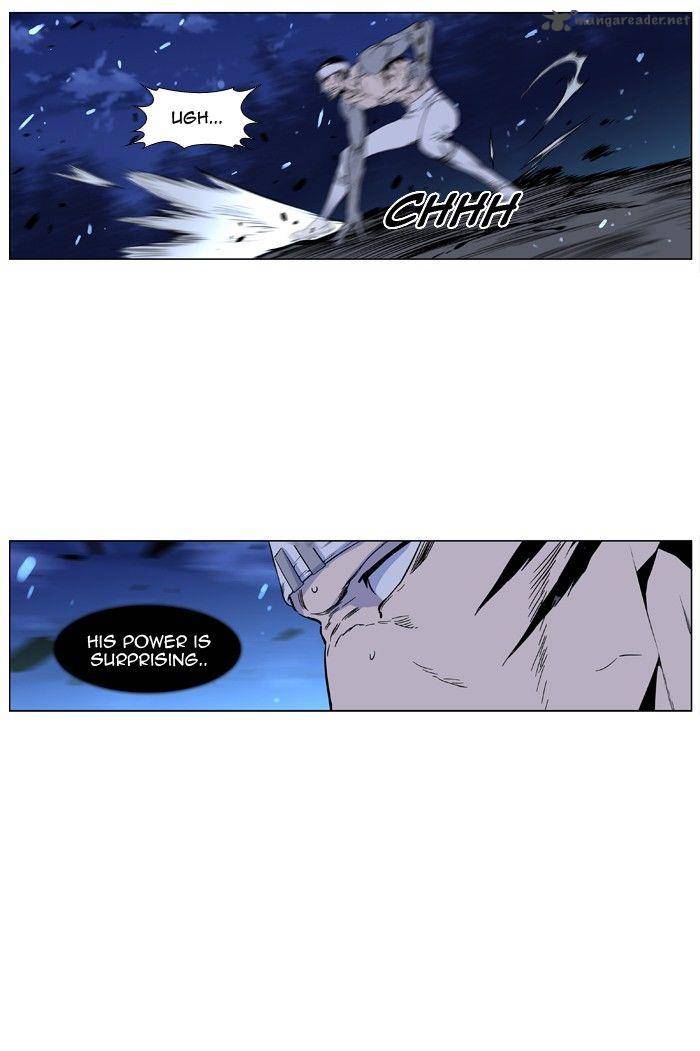 mangareader.net
UGH...
CHHH
HIS POWER IS
SURPRISING..